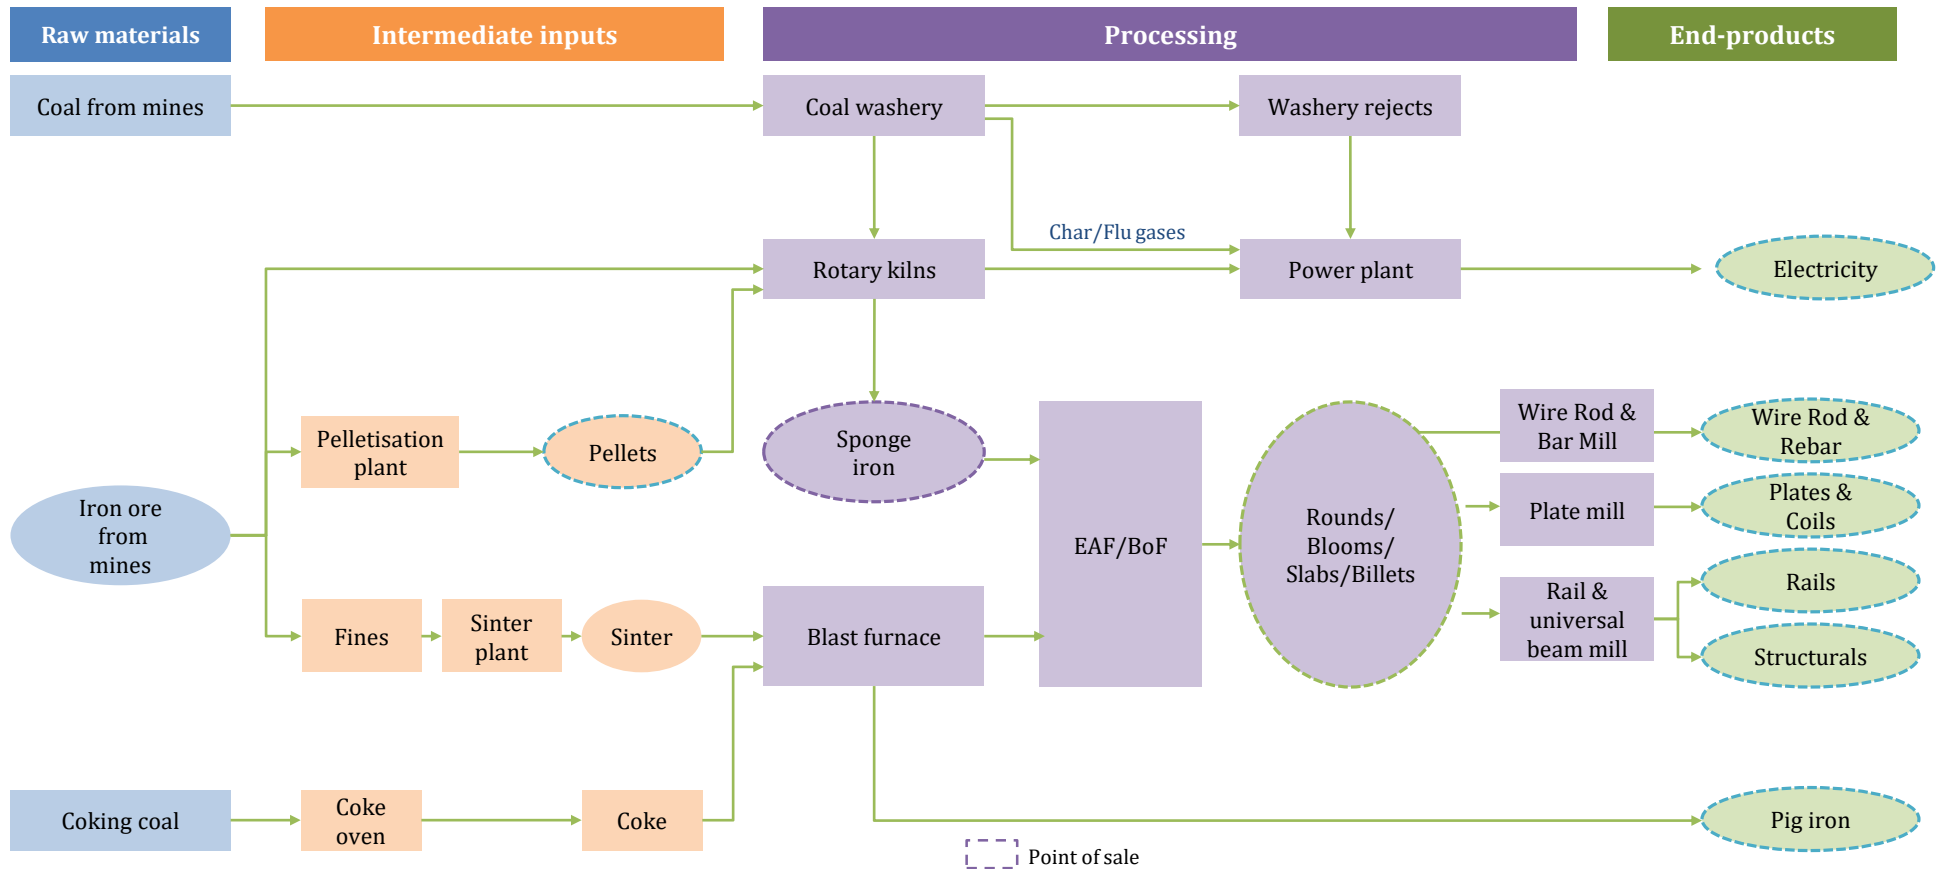 Raw materials
Intermediate inputs
Processing
End-products
Coal from mines
Coal washery
Washery rejects
Char/Flu gases
Rotary kilns
Power plant
Electricity
Pelletisation
plant
Pellets
Sponge
iron
Wire Rod &
Bar Mill
Wire Rod &
Rebar
Iron ore
from
mines
EAF/BoF
Rounds/
Blooms/
Slabs/Billets
Plate mill
Plates &
Coils
Fines
Sinter
plant
Sinter
Blast furnace
Rail &
universal
beam mill
Rails
Structurals
Coking coal
Coke
oven
Coke
Pig iron
Point of sale